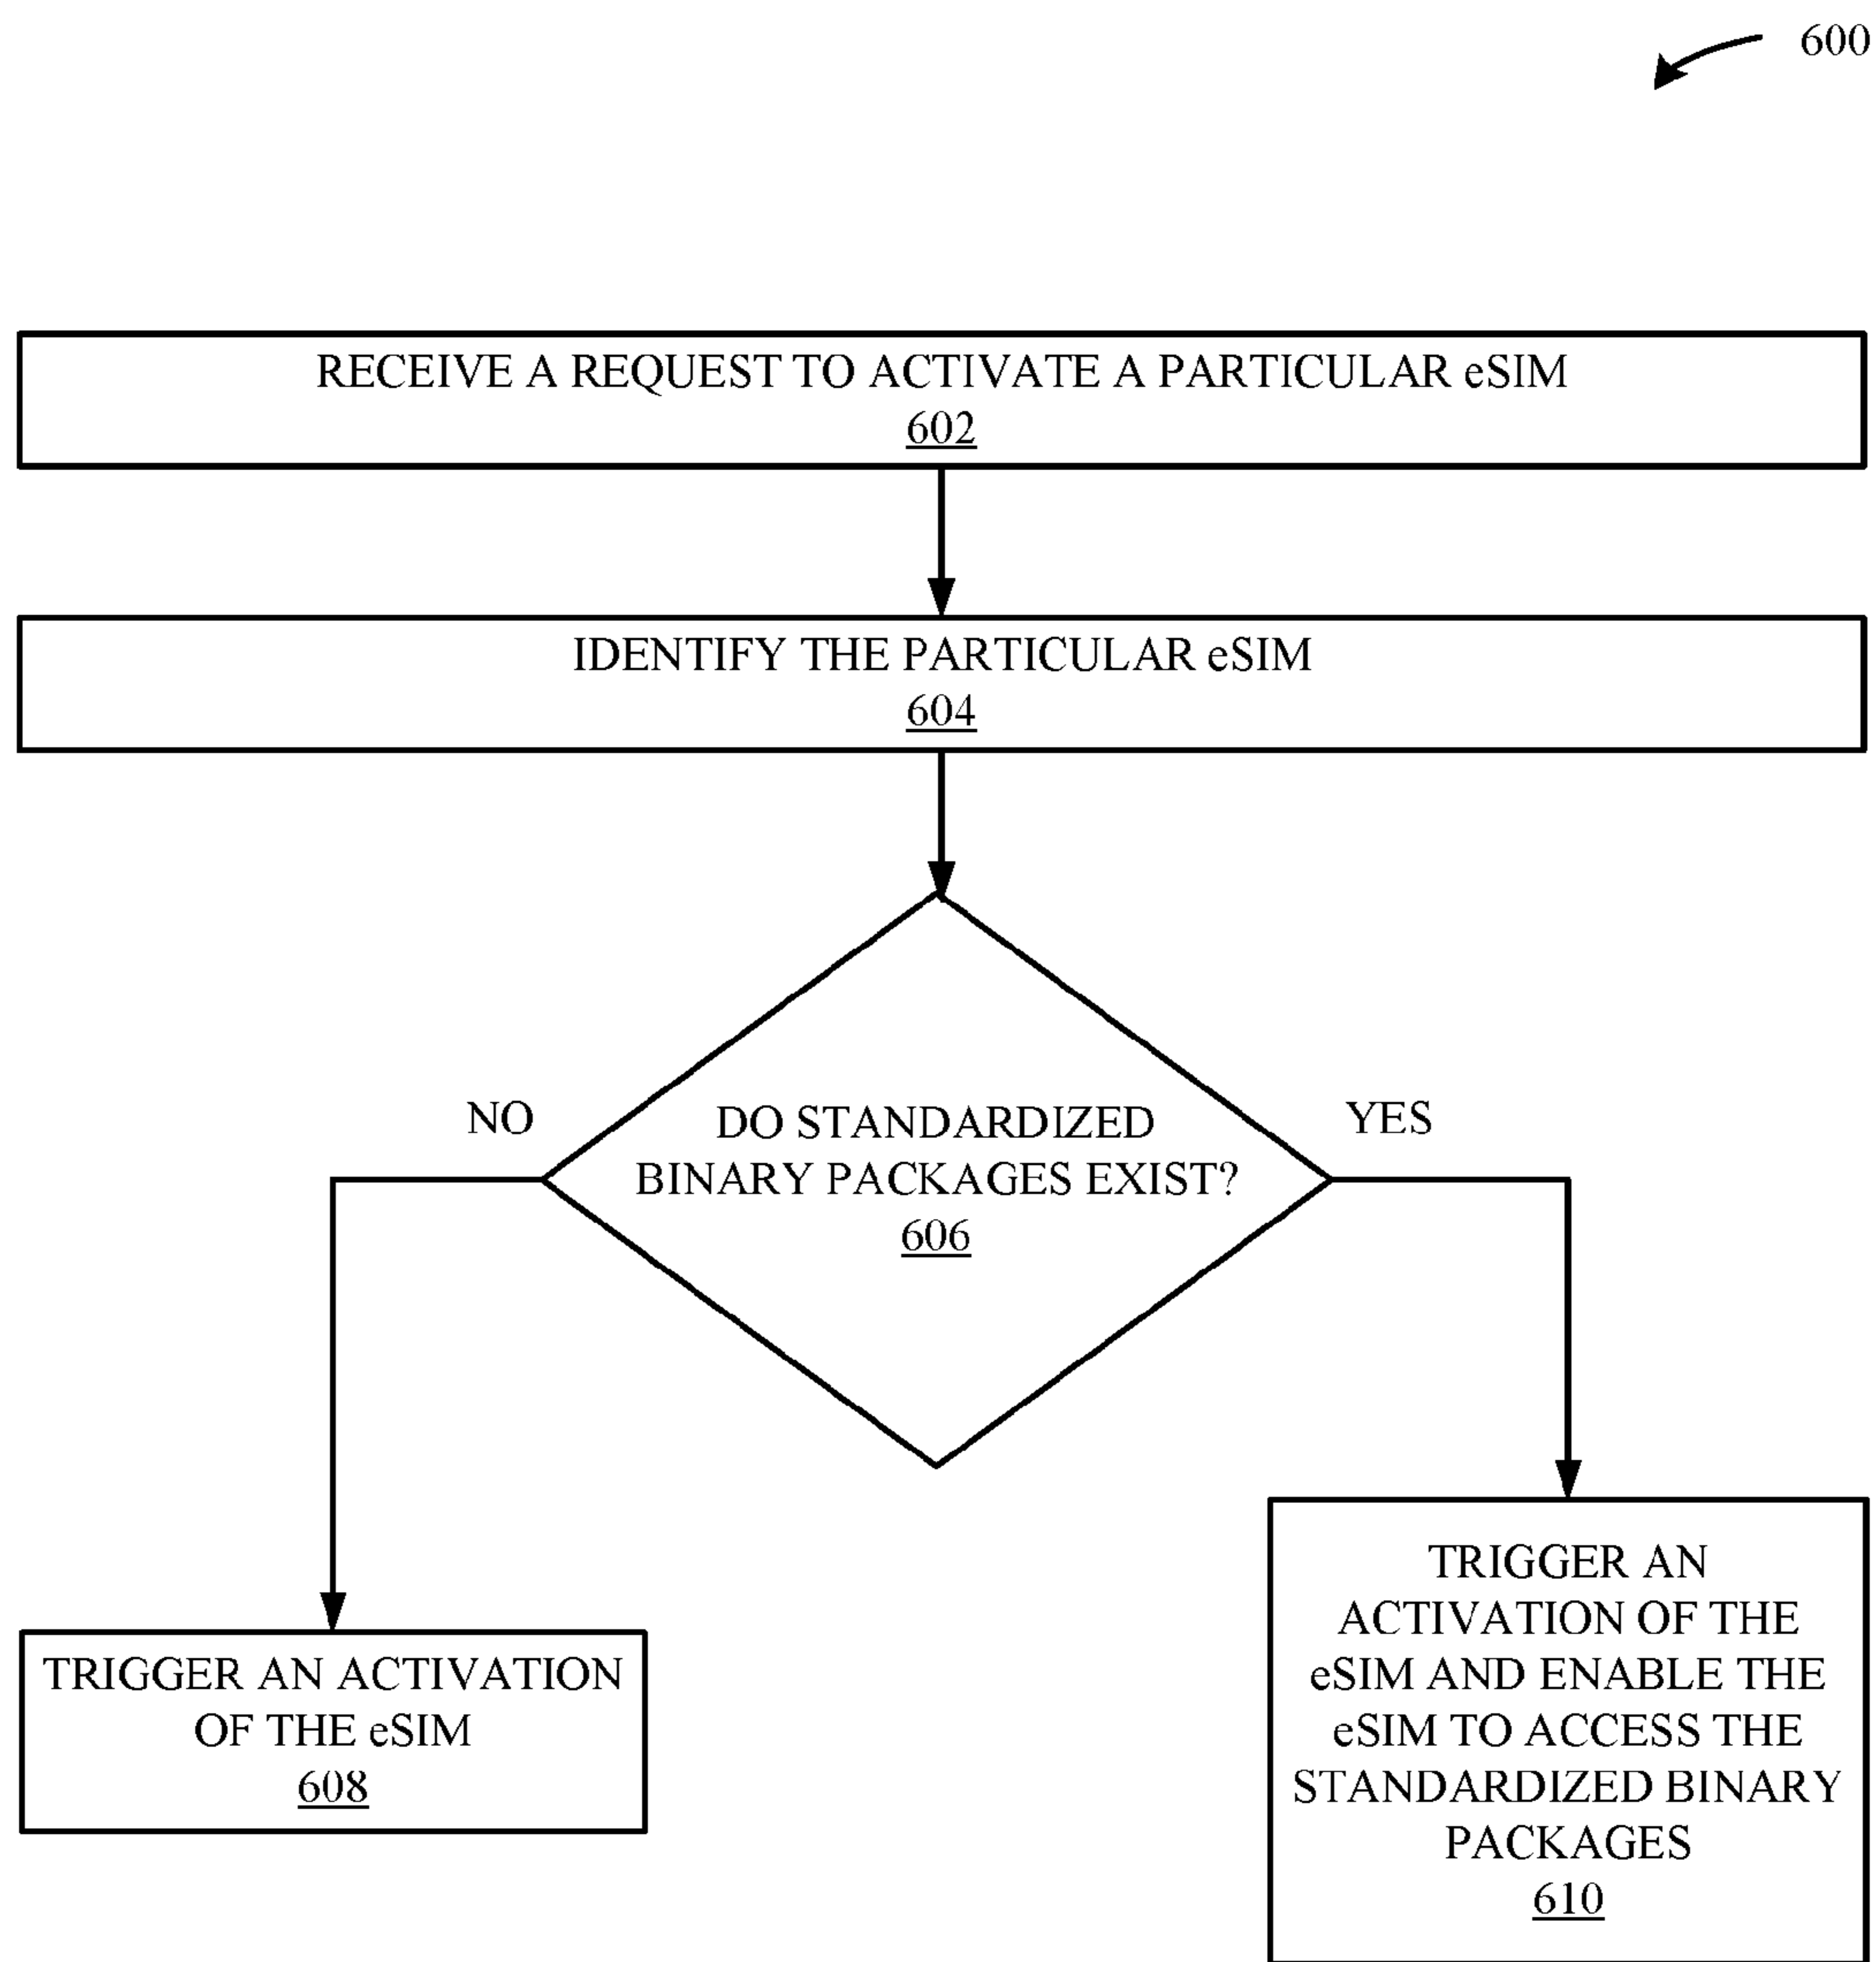 600
RECEIVE A REQUEST TO ACTIVATE A PARTICULAR eSIM
602
IDENTIFY THE PARTICULAR eSIM
604
NO
DO STANDARDIZED
BINARY PACKAGES EXIST?
606
YES
TRIGGER AN ACTIVATION
OF THE eSIM
608
TRIGGER AN
ACTIVATION OF THE
eSIM AND ENABLE THE
eSIM TO ACCESS THE
STANDARDIZED BINARY
PACKAGES
610